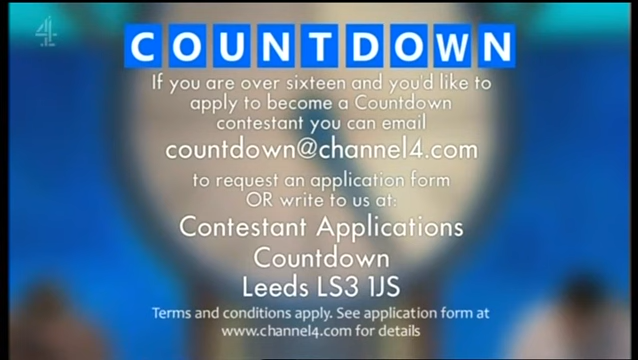 4
COUNTDOWN
If you are over sixteen and you'd like to
apply to become a Countdown
contestant you can email
countdown@channel4.com
to request an application form
OR write to us at:
Contestant Applications
Countdown
Leeds LS3 1JS
Terms and conditions apply. See application form at
www.channel4.com for details